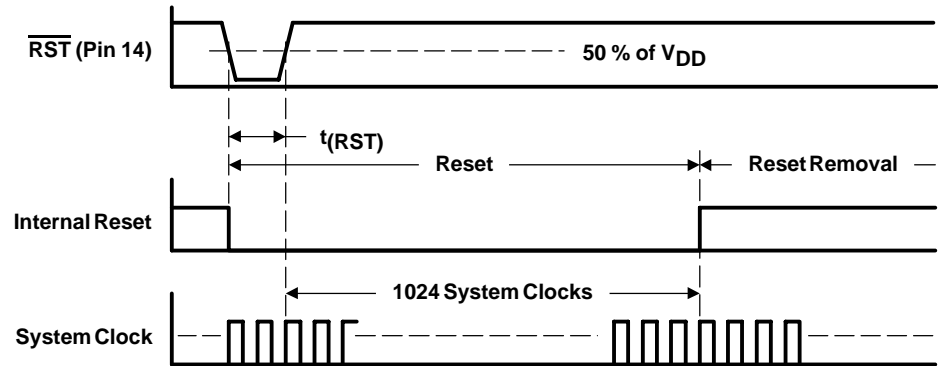 RST (Pin 14)
50 % of VDD
t(RST)
Reset
Reset Removal
Internal Reset
1024 System Clocks
System Clock